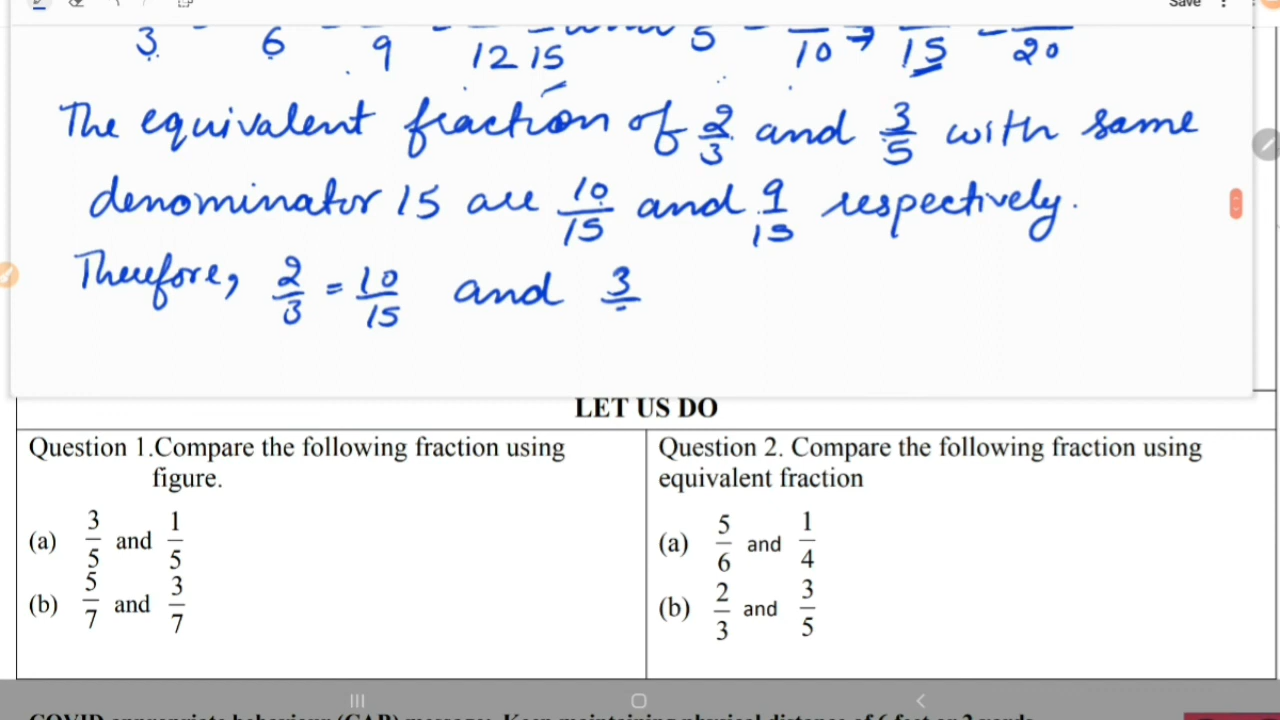 Save
3 6 9 12 15 5 10 → 15 20
The equivalent fraction of 2/3 and 3/5 with same
denominator 15 are 10/15 and 9/15 respectively.
Therefore, 2/3 = 10/15 and 3
LET US DO
Question 1.Compare the following fraction using
figure.
(a) 3/5 and 1/5
(b) 5/7 and 3/7
Question 2. Compare the following fraction using
equivalent fraction
(a) 5/6 and 1/4
(b) 2/3 and 3/5